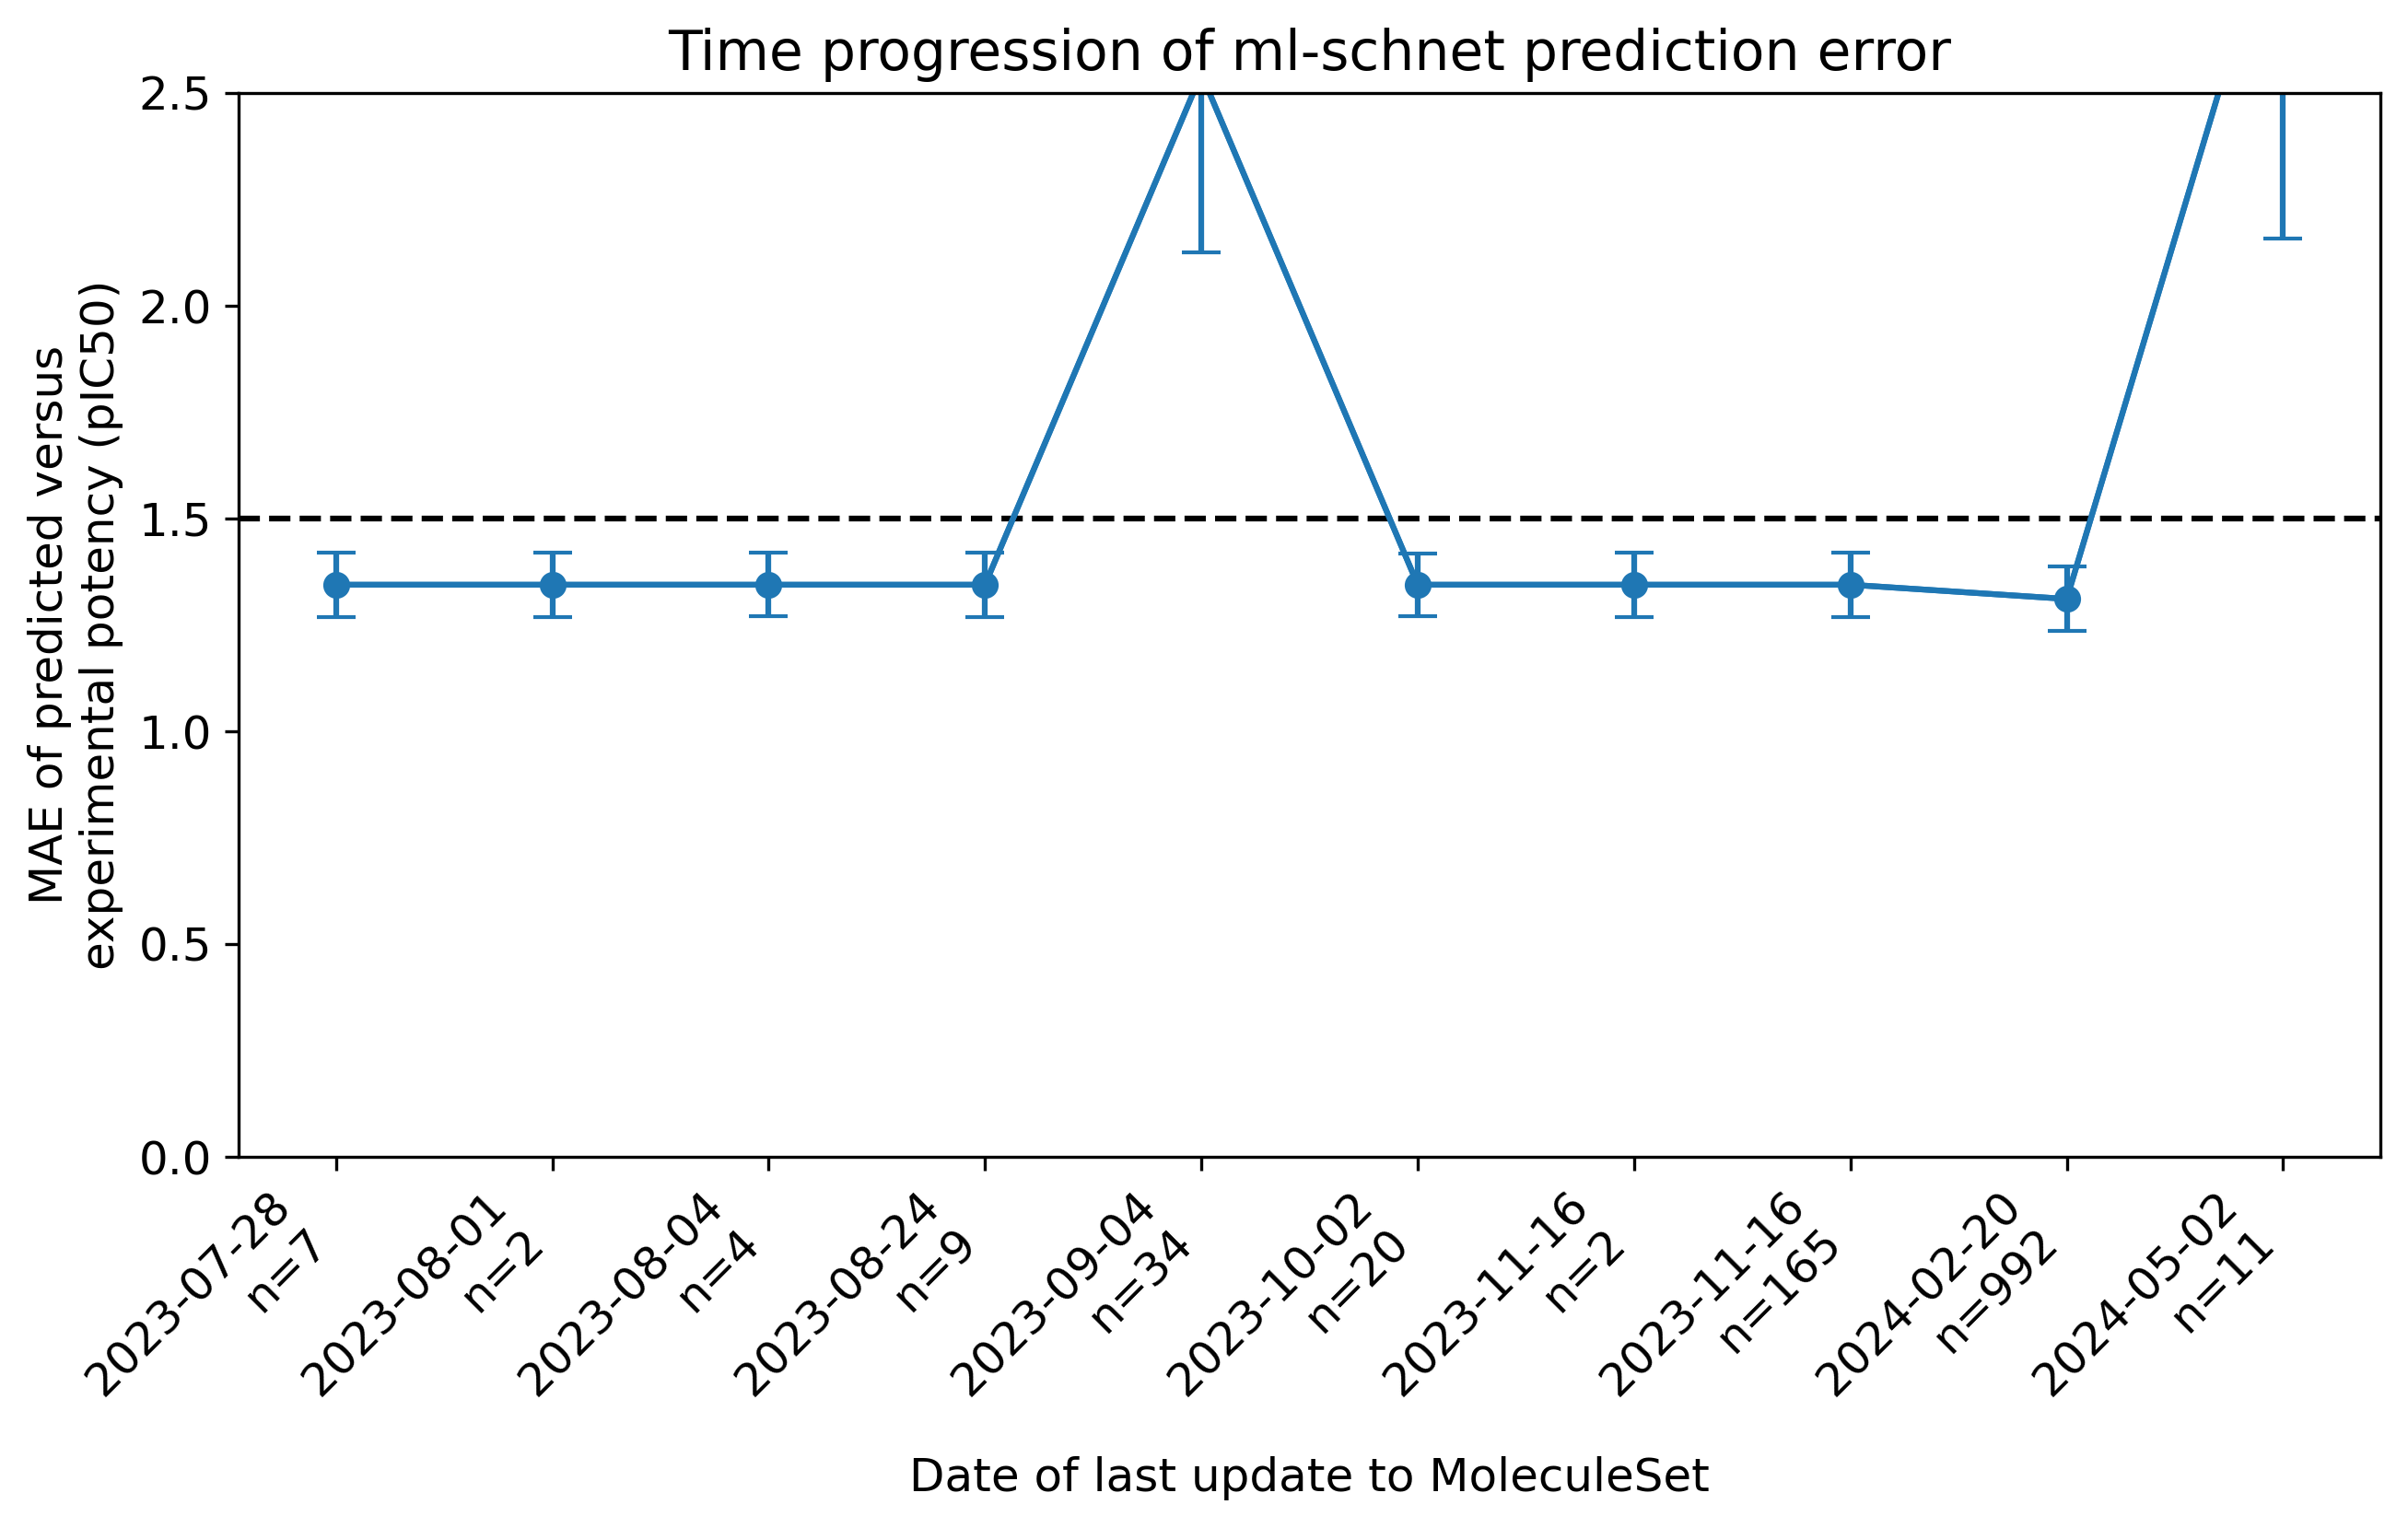 Time progression of ml-schnet prediction error
MAE of predicted versus
experimental potency (pIC50)
2.5
2.0
1.5
1.0
0.5
0.0
2023-07-28
n=7
2023-08-01
n=2
2023-08-04
n=4
2023-08-24
n=9
2023-09-04
n=34
2023-10-02
n=20
2023-11-16
n=2
2023-11-16
n=165
2024-02-20
n=992
2024-05-02
n=11
Date of last update to MoleculeSet